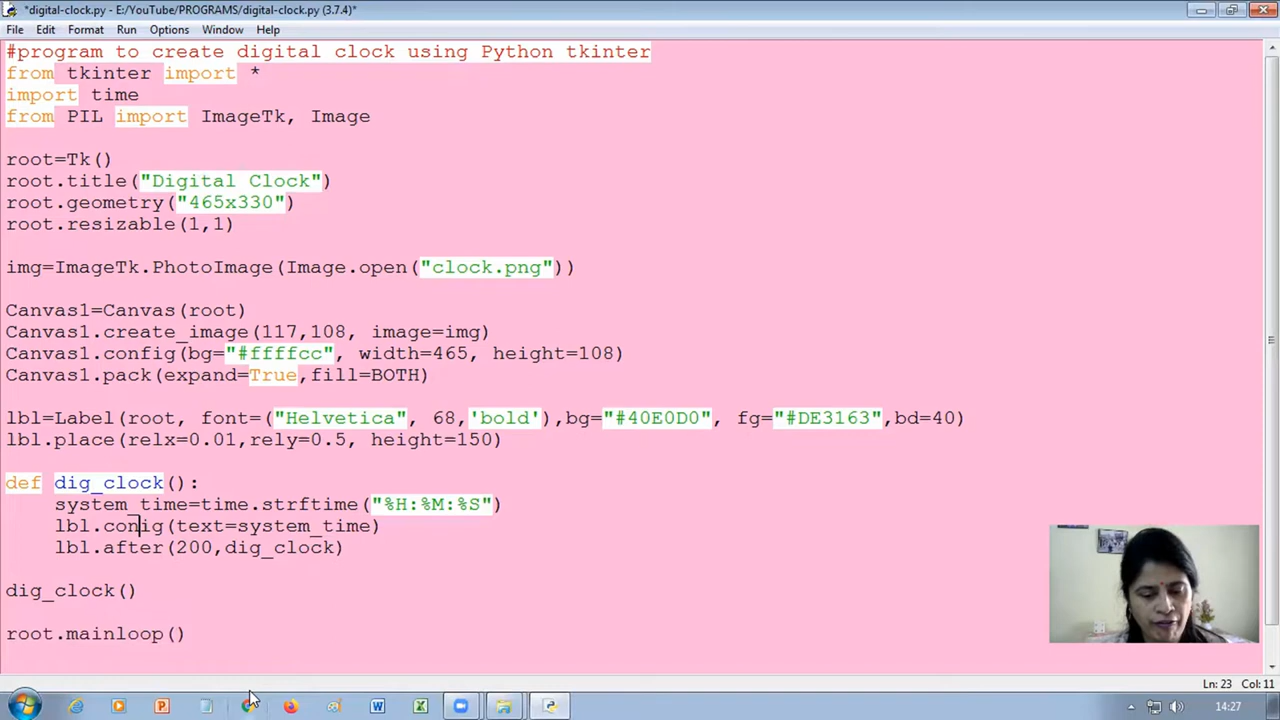 *digital-clock.py - E:/YouTube/PROGRAMS/digital-clock.py (3.7.4)*
File Edit Format Run Options Window Help
#program to create digital clock using Python tkinter
from tkinter import *
import time
from PIL import ImageTk, Image
root=Tk()
root.title("Digital Clock")
root.geometry("465x330")
root.resizable(1,1)
img=ImageTk.PhotoImage(Image.open("clock.png"))
Canvas1=Canvas(root)
Canvas1.create_image(117,108, image=img)
Canvas1.config(bg="#ffffcc", width=465, height=108)
Canvas1.pack(expand=True,fill=BOTH)
lbl=Label(root, font=("Helvetica", 68,'bold'),bg="#40E0D0", fg="#DE3163",bd=40)
lbl.place(relx=0.01,rely=0.5, height=150)
def dig_clock():
    system_time=time.strftime("%H:%M:%S")
    lbl.config(text=system_time)
    lbl.after(200,dig_clock)
dig_clock()
root.mainloop()
Ln: 23 Col: 11
14:27